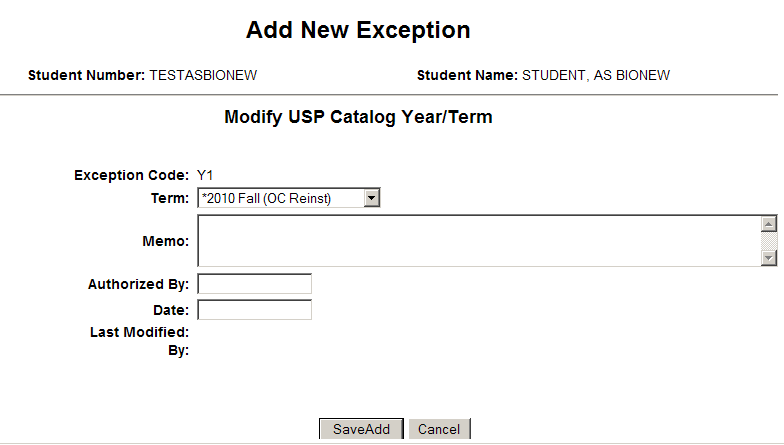 Add New Exception
Student Number: TESTASBIONEW Student Name: STUDENT, AS BIONEW
Modify USP Catalog Year/Term
Exception Code: Y1
Term: *2010 Fall (OC Reinst)
Memo:
Authorized By:
Date:
Last Modified:
By:
SaveAdd Cancel